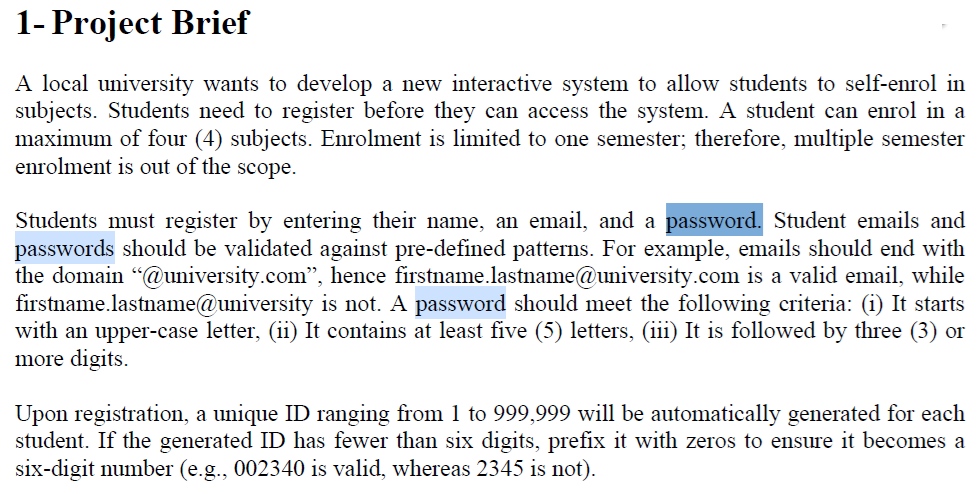 1- Project Brief
A local university wants to develop a new interactive system to allow students to self-enrol in
subjects. Students need to register before they can access the system. A student can enrol in a
maximum of four (4) subjects. Enrolment is limited to one semester; therefore, multiple semester
enrolment is out of the scope.
Students must register by entering their name, an email, and a password. Student emails and
passwords should be validated against pre-defined patterns. For example, emails should end with
the domain “@university.com”, hence firstname.lastname@university.com is a valid email, while
firstname.lastname@university is not. A password should meet the following criteria: (i) It starts
with an upper-case letter, (ii) It contains at least five (5) letters, (iii) It is followed by three (3) or
more digits.
Upon registration, a unique ID ranging from 1 to 999,999 will be automatically generated for each
student. If the generated ID has fewer than six digits, prefix it with zeros to ensure it becomes a
six-digit number (e.g., 002340 is valid, whereas 2345 is not).